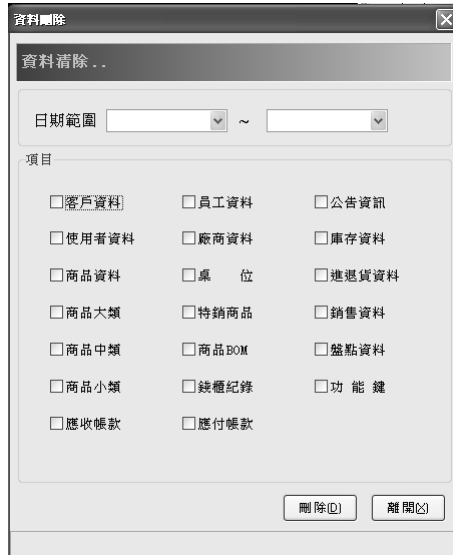 資料刪除
資料清除..
日期範圍 ~
項目
客戶資料 員工資料 公告資訊
使用者資料 廠商資料 庫存資料
商品資料 桌 位 進退貨資料
商品大類 特銷商品 銷售資料
商品中類 商品BOM 盤點資料
商品小類 錢櫃紀錄 功 能 鍵
應收帳款 應付帳款
刪除(D) 離開(X)